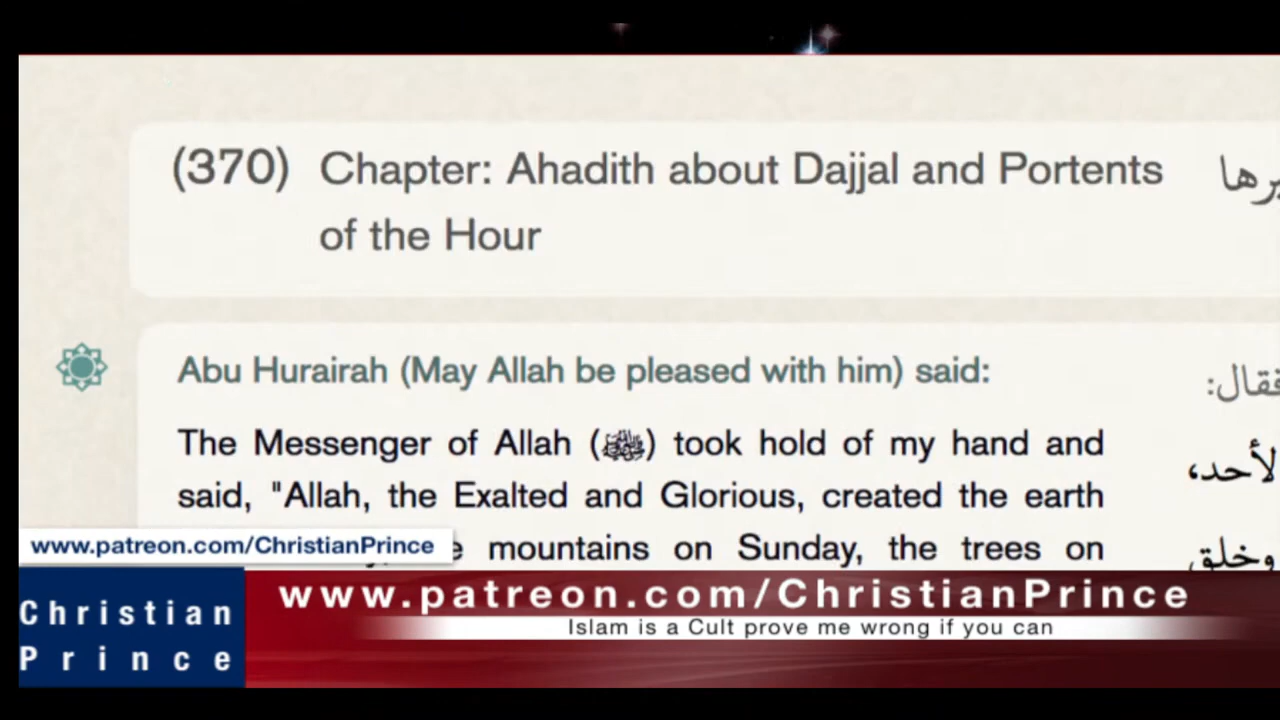 (370) Chapter: Ahadith about Dajjal and Portents
of the Hour
Abu Hurairah (May Allah be pleased with him) said:
The Messenger of Allah (ﷺ) took hold of my hand and
said, "Allah, the Exalted and Glorious, created the earth
mountains on Sunday, the trees on
فقال:
لأحد،
وخلق
www.patreon.com/ChristianPrince
Christian
Prince
www.patreon.com/ChristianPrince
Islam is a Cult prove me wrong if you can